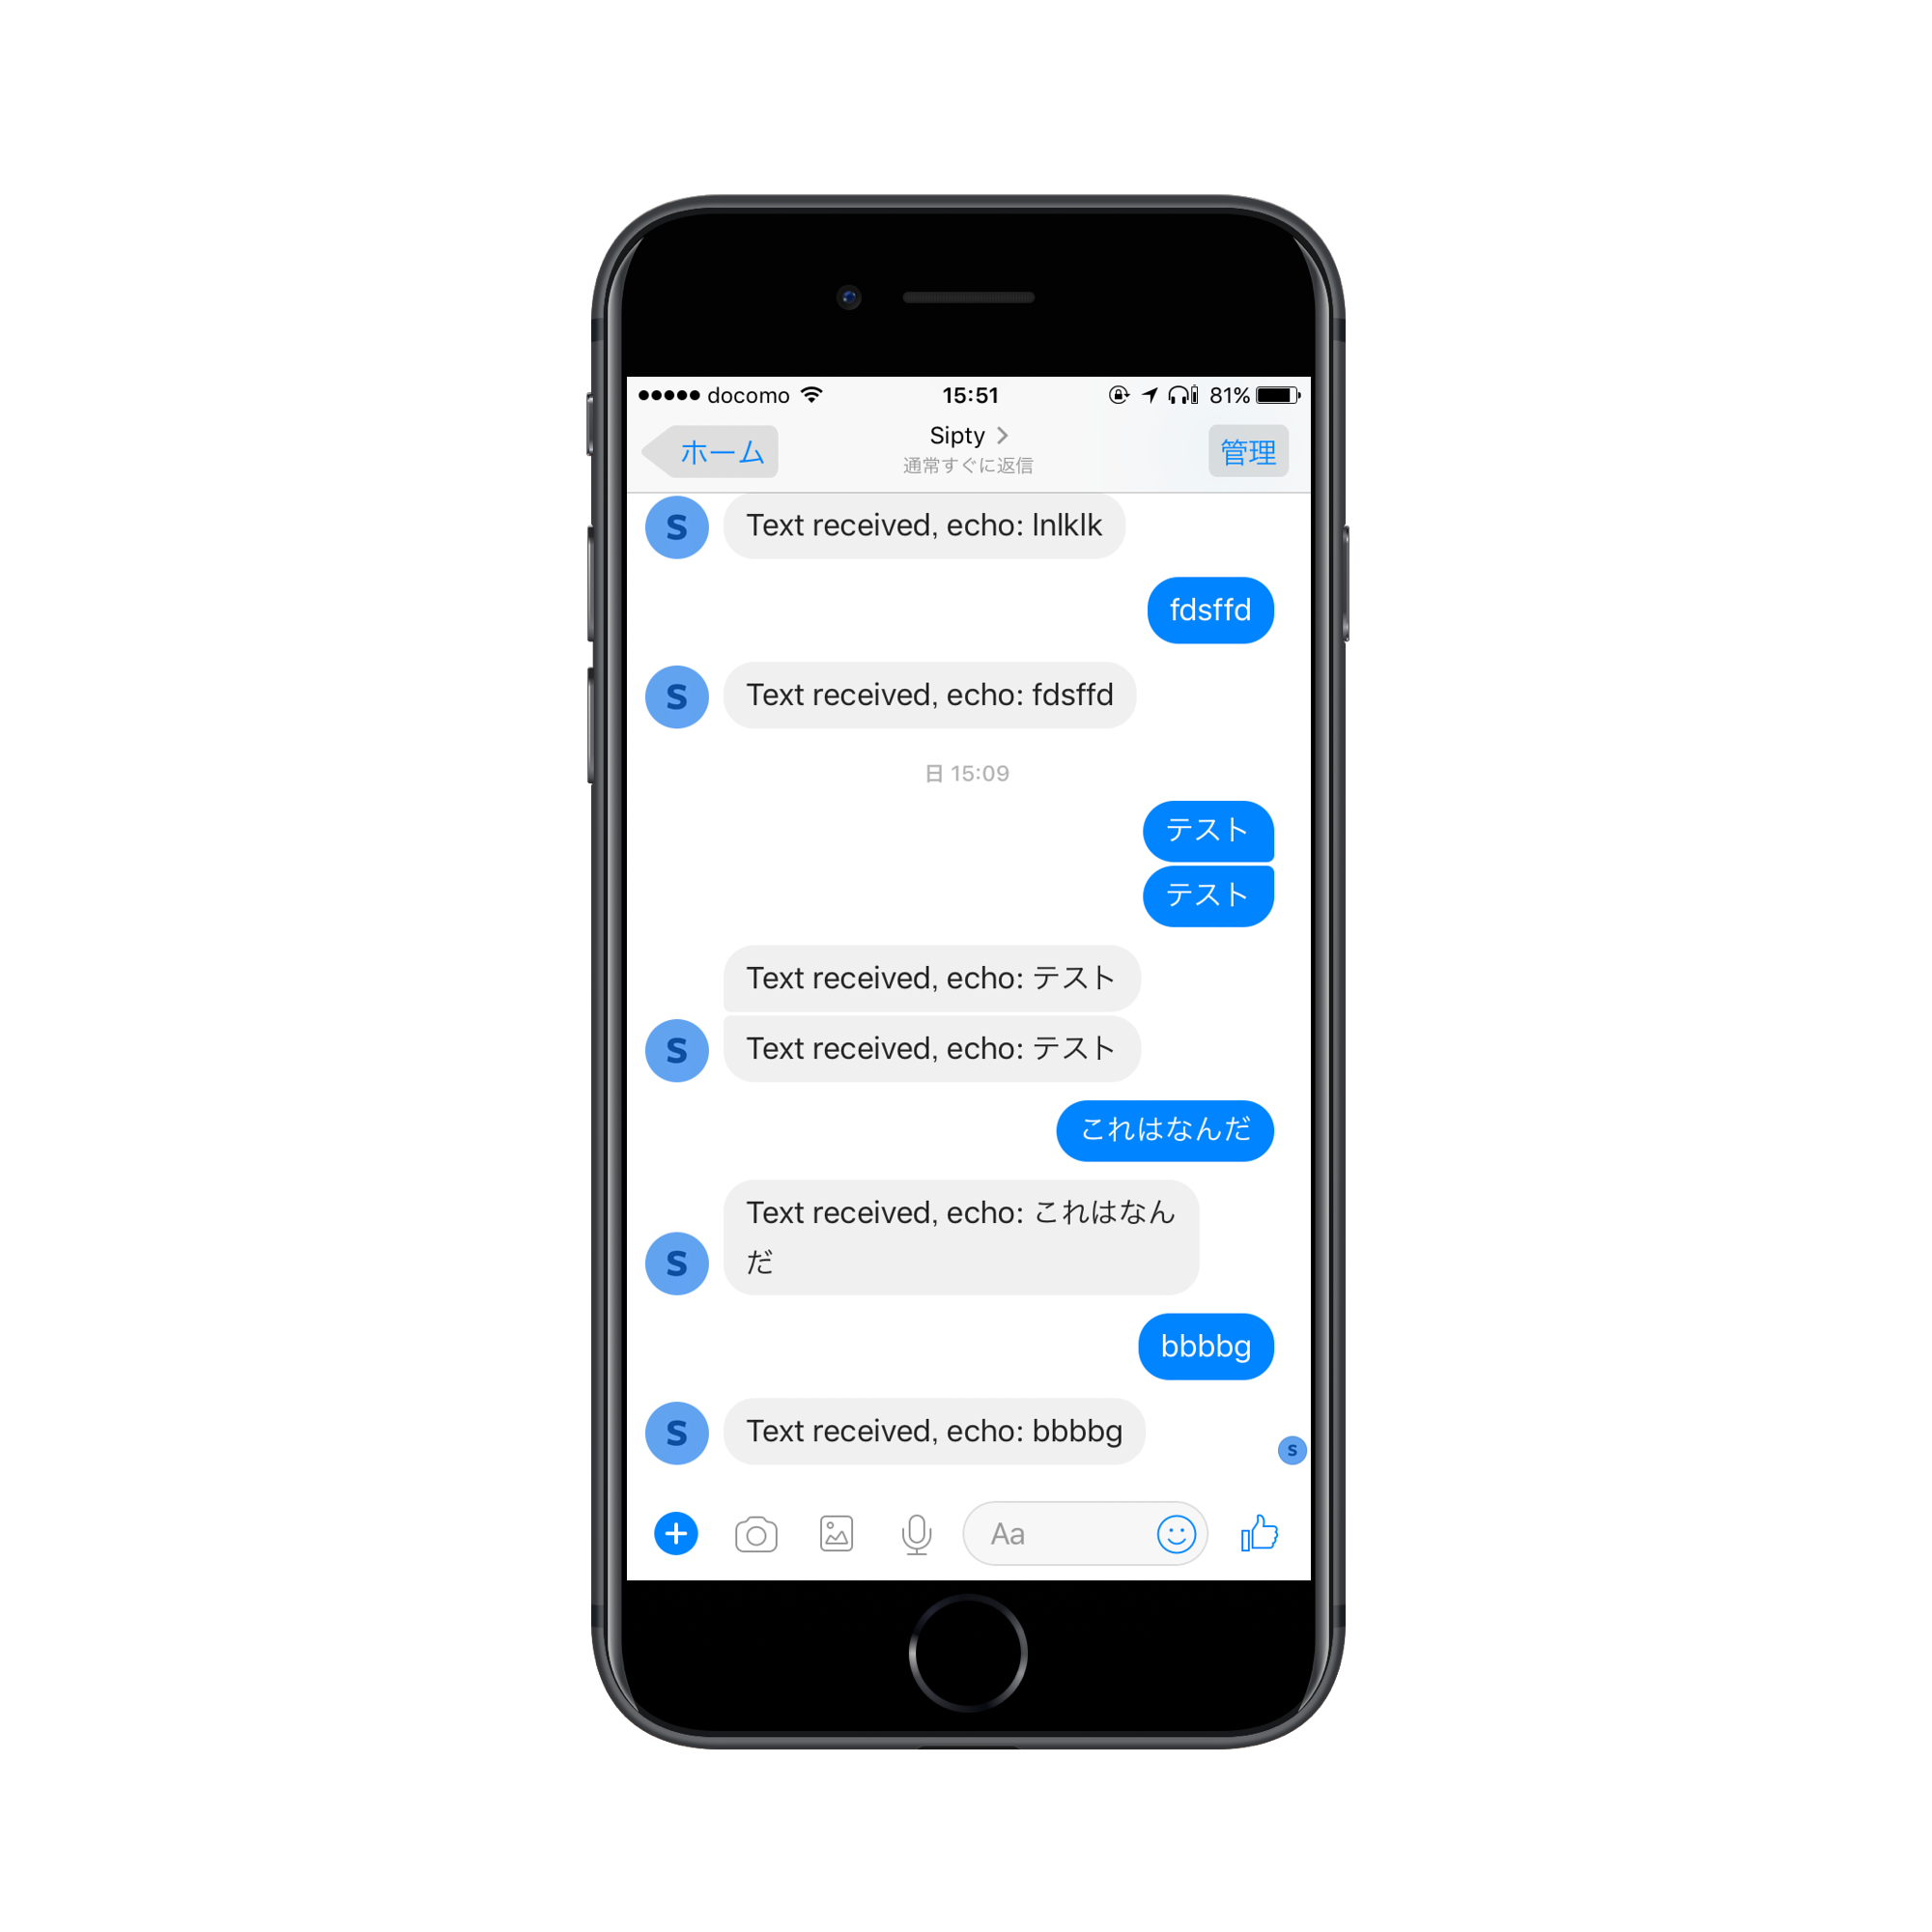 docomo 15:51 81%
ホーム Sipty 管理
通常すぐに返信
S Text received, echo: lnlklk
fdsffd
S Text received, echo: fdsffd
日 15:09
テスト
テスト
Text received, echo: テスト
S Text received, echo: テスト
これはなんだ
Text received, echo: これはなん
S だ
bbbbg
S Text received, echo: bbbbg
S
Aa